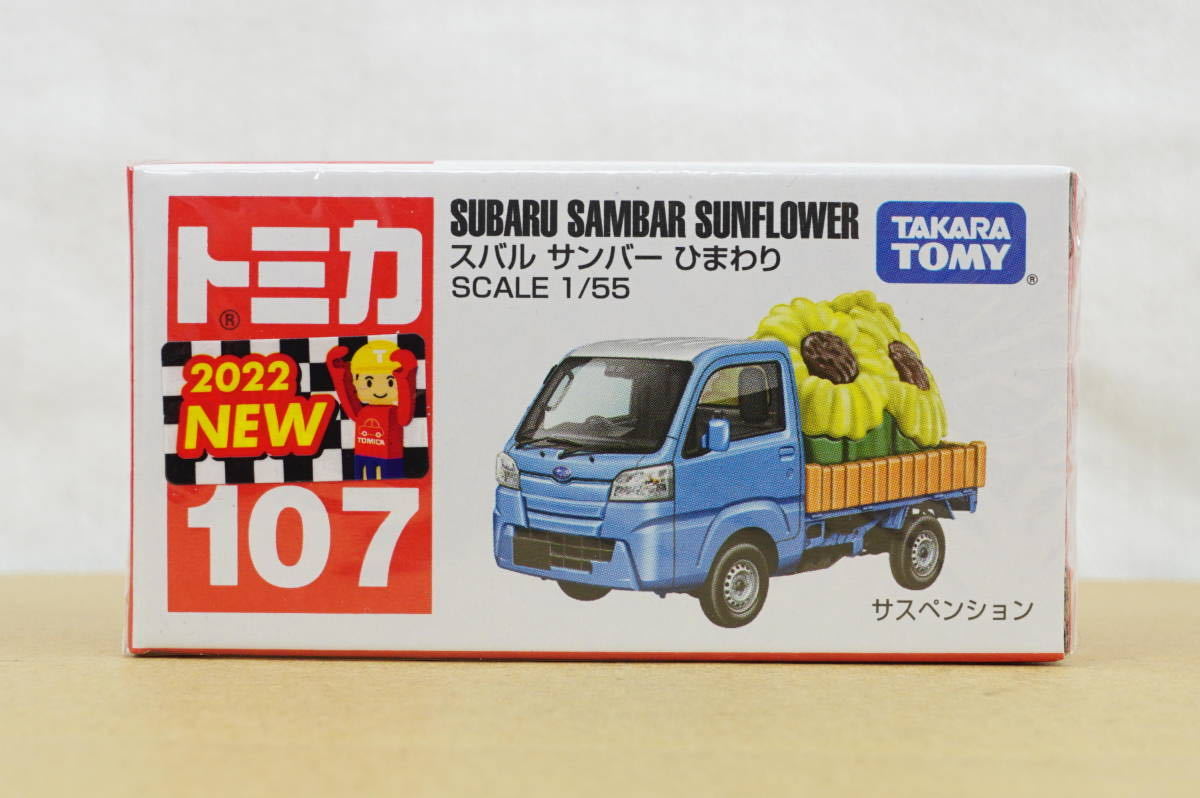 トミカ
®
2022
NEW
T
TOMICA
107
SUBARU SAMBAR SUNFLOWER
スバル サンバー ひまわり
SCALE 1/55
TAKARA
TOMY
®
サスペンション